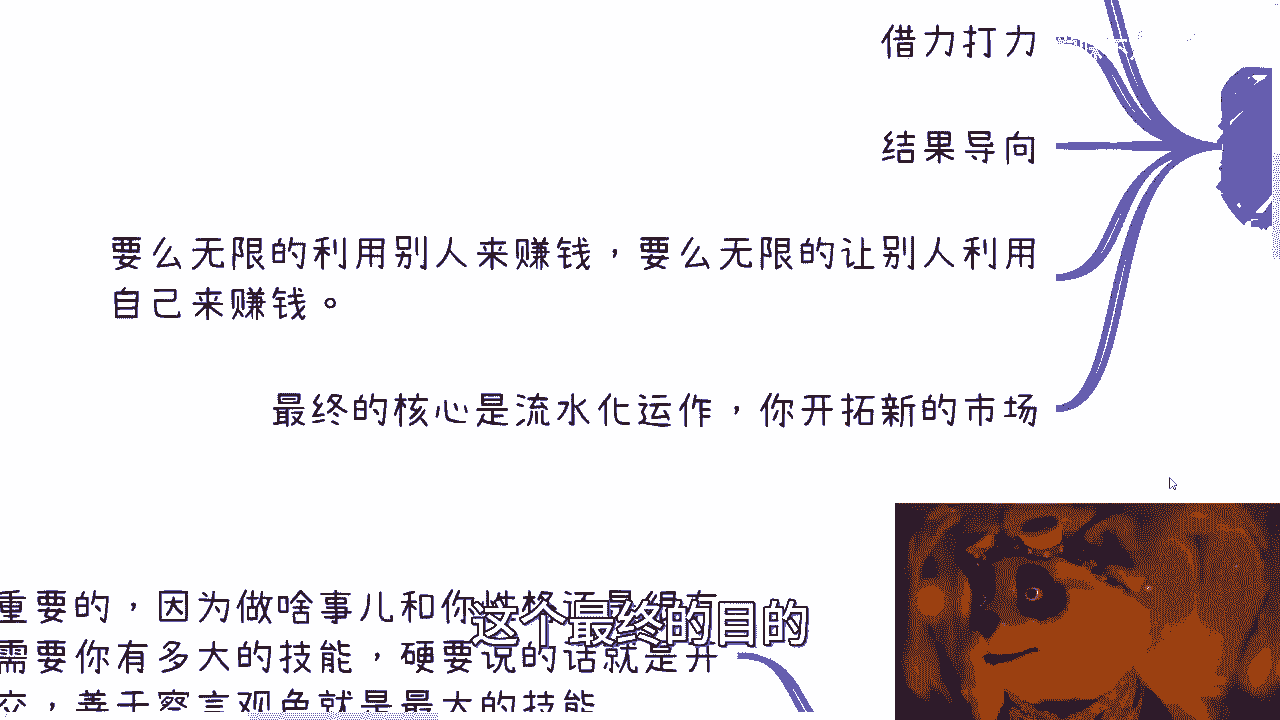 借力打力
结果导向
要么无限的利用别人来赚钱，要么无限的让别人利用
自己来赚钱。
最终的核心是流水化运作，你开拓新的市场
重要的，因为做啥事儿和你性格还是很有
这个最终的目的
需要你有多大的技能，硬要说的话就是开
交，善于察言观色就是最大的技能